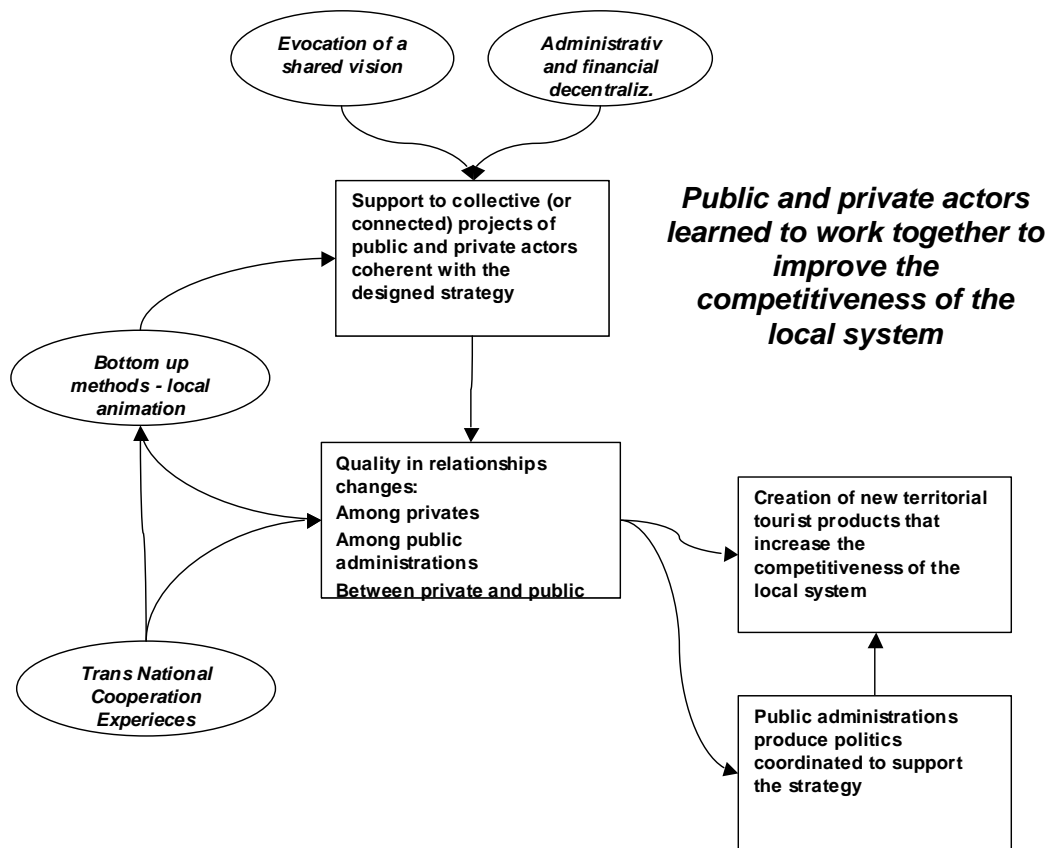 Evocation of a
shared vision
Administrativ
and financial
decentraliz.
Support to collective (or
connected) projects of
public and private actors
coherent with the
designed strategy
Public and private actors
learned to work together to
improve the
competitiveness of the
local system
Bottom up
methods - local
animation
Quality in relationships
changes:
Among privates
Among public
administrations
Between private and public
Creation of new territorial
tourist products that
increase the
competitiveness of the
local system
Trans National
Cooperation
Experieces
Public administrations
produce politics
coordinated to support
the strategy